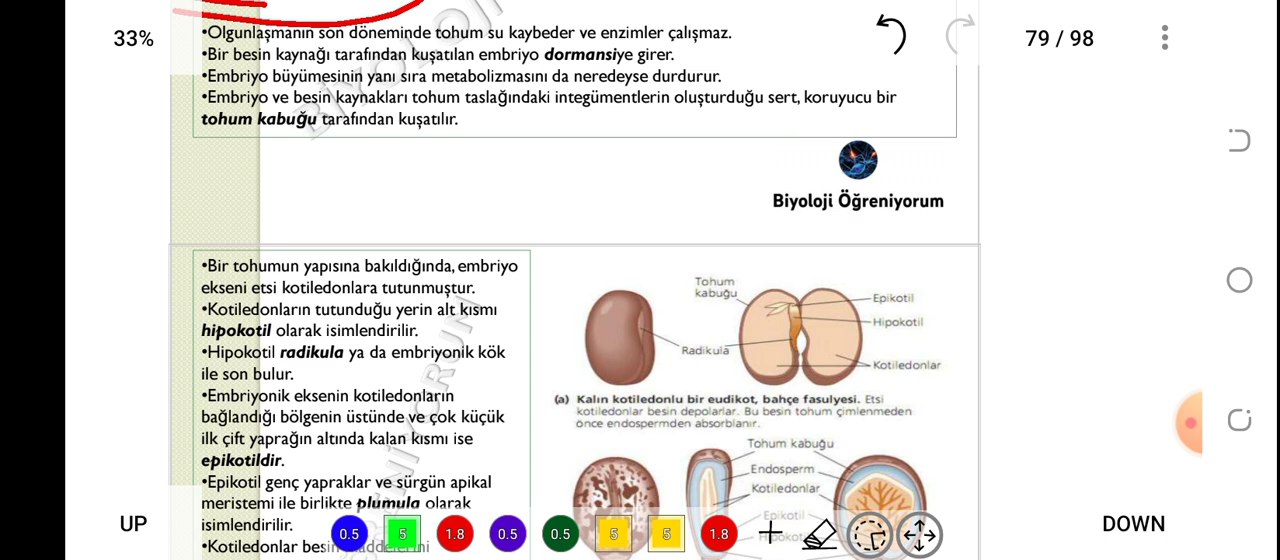 33%
79 / 98
•Olgunlaşmanın son döneminde tohum su kaybeder ve enzimler çalışmaz.
•Bir besin kaynağı tarafından kuşatılan embriyo dormansiye girer.
•Embriyo büyümesinin yanı sıra metabolizmasını da neredeyse durdurur.
•Embriyo ve besin kaynakları tohum taslağındaki integümentlerin oluşturduğu sert, koruyucu bir
tohum kabuğu tarafından kuşatılır.
Biyoloji Öğreniyorum
•Bir tohumun yapısına bakıldığında, embriyo
ekseni etsi kotiledonlara tutunmuştur.
•Kotiledonların tutunduğu yerin alt kısmı
hipokotil olarak isimlendirilir.
•Hipokotil radikula ya da embriyonik kök
ile son bulur.
•Embriyonik eksenin kotiledonların
bağlandığı bölgenin üstünde ve çok küçük
ilk çift yaprağın altında kalan kısmı ise
epikotildir.
•Epikotil genç yapraklar ve sürgün apikal
meristemi ile birlikte plumula olarak
isimlendirilir.
•Kotiledonlar besin maddelerini
Tohum
kabuğu
Epikotil
Hipokotil
Radikula
Kotiledonlar
(a) Kalın kotiledonlu bir eudikot, bahçe fasulyesi. Etsi
kotiledonlar besin depolarlar. Bu besin tohum çimlenmeden
önce endospermden absorblanır.
Tohum kabuğu
Endosperm
Kotiledonlar
Epikotil
Hipokotil
UP
0.5
5
1.8
0.5
0.5
5
5
1.8
DOWN